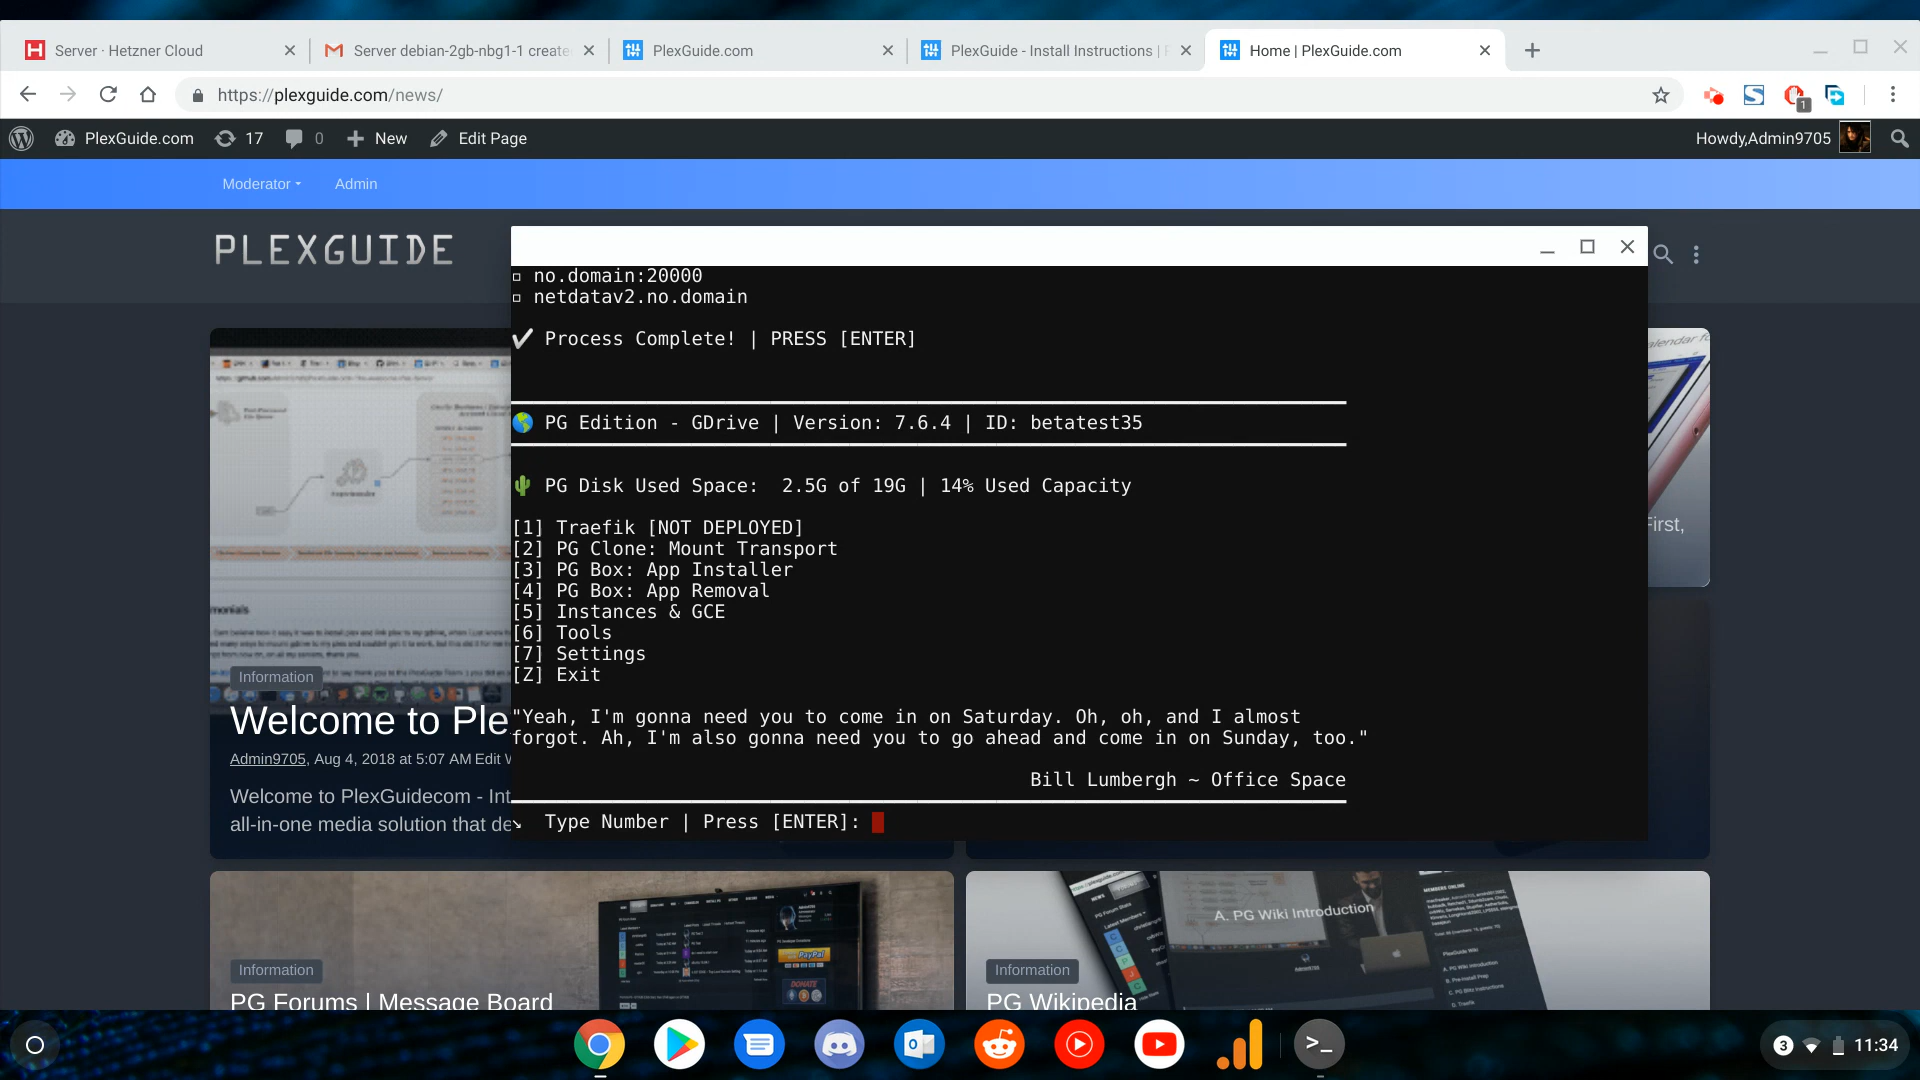 Server · Hetzner Cloud
Server debian-2gb-nbg1-1 create
PlexGuide.com
PlexGuide - Install Instructions |
Home | PlexGuide.com
https://plexguide.com/news/
1
PlexGuide.com
17
0
New
Edit Page
Howdy,Admin9705
Moderator
Admin
PLEXGUIDE
no.domain:20000
netdatav2.no.domain
✔ Process Complete! | PRESS [ENTER]
🌎 PG Edition - GDrive | Version: 7.6.4 | ID: betatest35
🌵 PG Disk Used Space:  2.5G of 19G | 14% Used Capacity
[1] Traefik [NOT DEPLOYED]
[2] PG Clone: Mount Transport
[3] PG Box: App Installer
[4] PG Box: App Removal
[5] Instances & GCE
[6] Tools
[7] Settings
[Z] Exit
"Yeah, I'm gonna need you to come in on Saturday. Oh, oh, and I almost
forgot. Ah, I'm also gonna need you to go ahead and come in on Sunday, too."
Bill Lumbergh ~ Office Space
↘ Type Number | Press [ENTER]:
First,
monials
Information
Welcome to Ple
Admin9705, Aug 4, 2018 at 5:07 AM Edit
Welcome to PlexGuidecom - Int
all-in-one media solution that de
PayPal
DONATE
Information
PG Forums | Message Board
A. PG Wiki Introduction
MEMBERS ONLINE
Information
PG Wikipedia
3
11:34